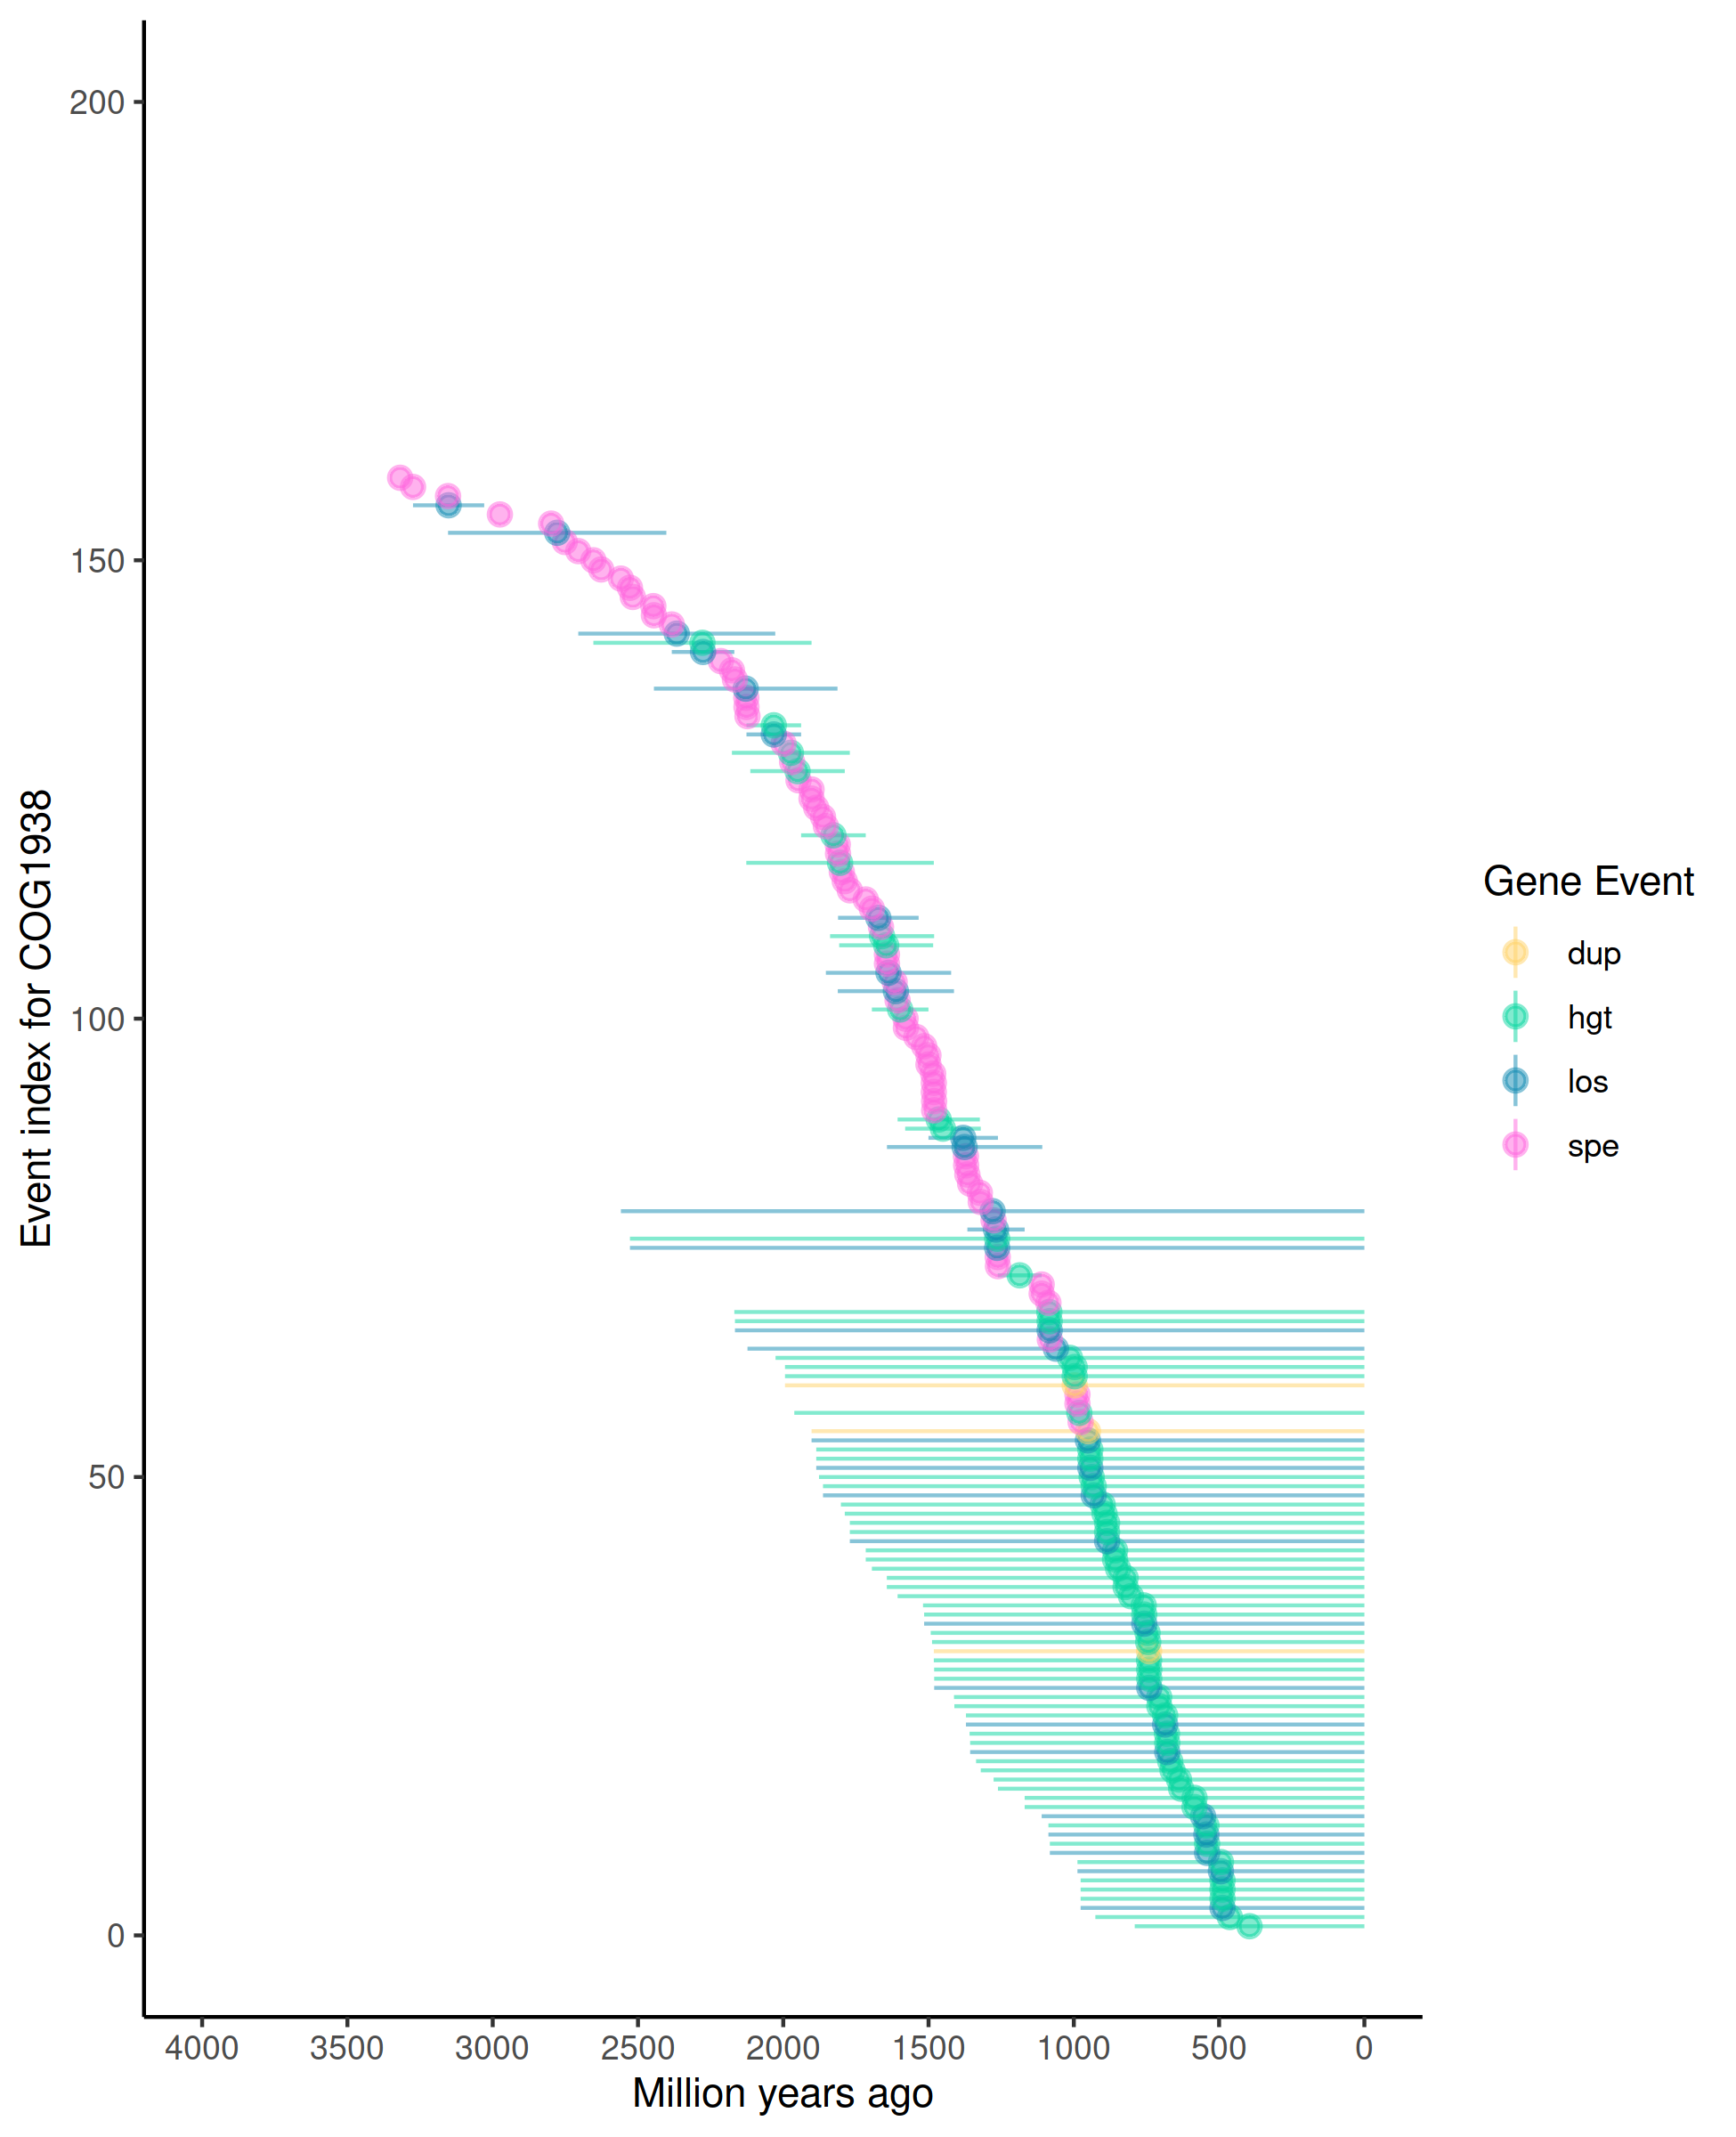 200
150
100
50
0
Event index for COG1938
4000 3500 3000 2500 2000 1500 1000 500 0
Million years ago
Gene Event
dup
hgt
los
spe